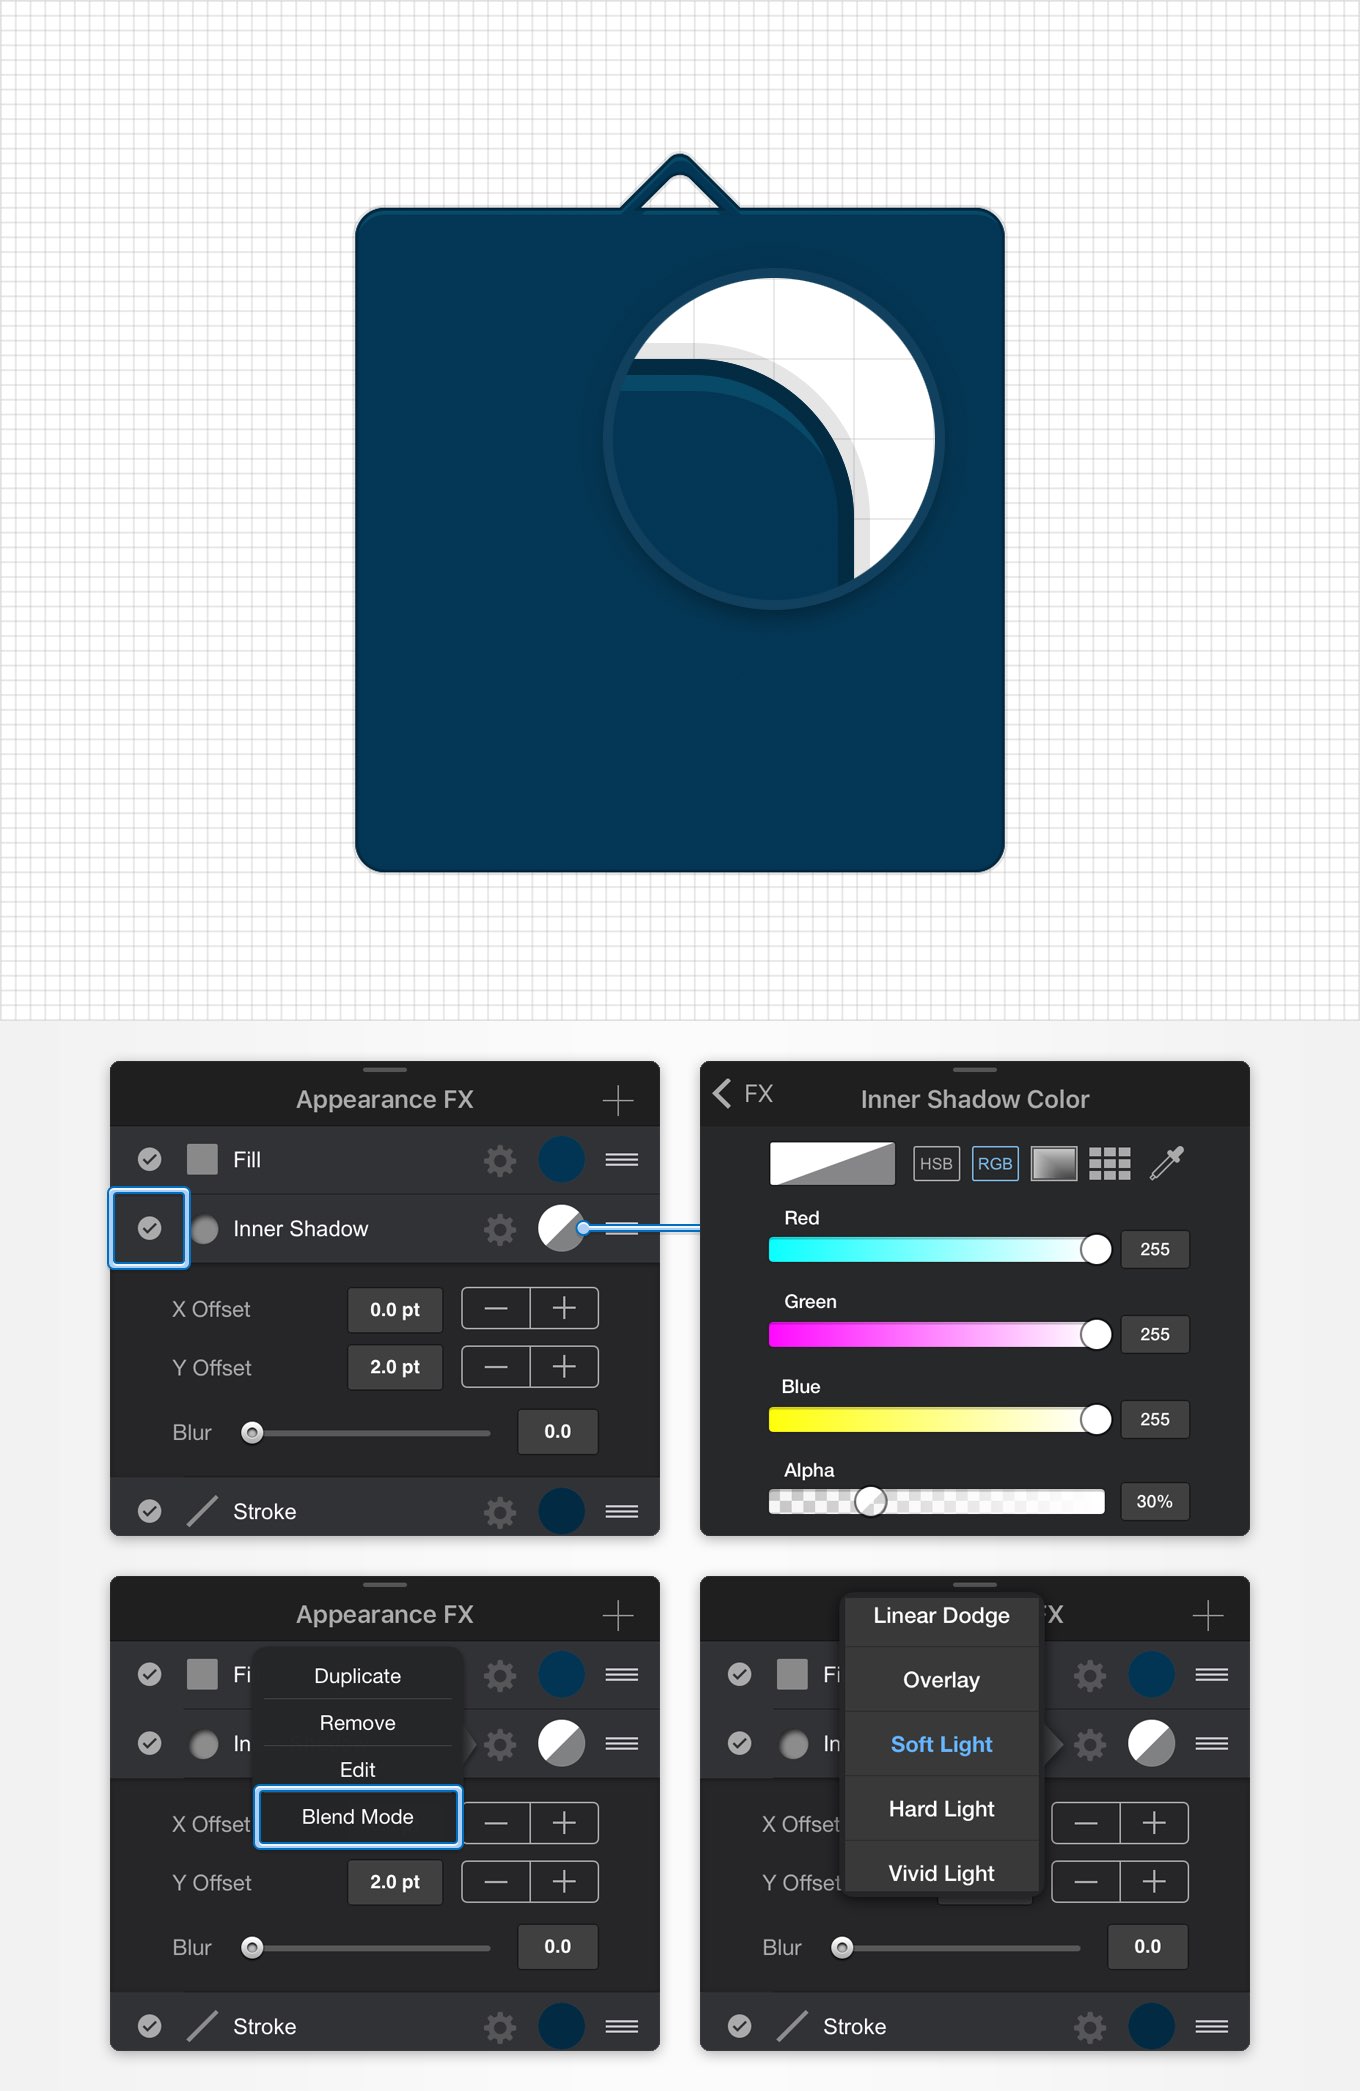 Appearance FX
Fill
Inner Shadow
X Offset 0.0 pt
Y Offset 2.0 pt
Blur 0.0
Stroke
FX Inner Shadow Color
HSB RGB
Red
255
Green
255
Blue
255
Alpha
30%
Appearance FX
Fi
In
Duplicate
Remove
Edit
Blend Mode
X Offset
Y Offset 2.0 pt
Blur 0.0
Stroke
FX
Fi
In
Linear Dodge
Overlay
Soft Light
Hard Light
Vivid Light
X Offset
Y Offset
Blur 0.0
Stroke